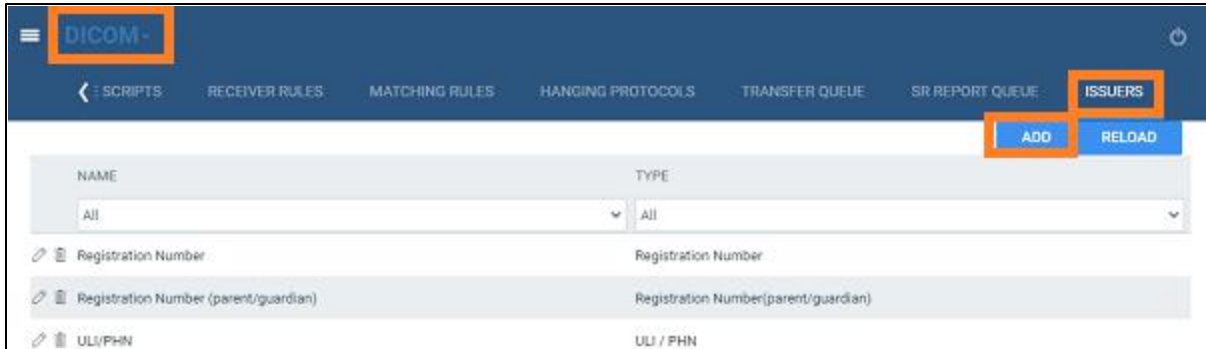 DICOM
SCRIPTS RECEIVER RULES MATCHING RULES HANGING PROTOCOLS TRANSFER QUEUE SR REPORT QUEUE ISSUERS
ADD RELOAD
NAME TYPE
All All
Registration Number Registration Number
Registration Number (parent/guardian) Registration Number(parent/guardian)
ULI/PHN ULI / PHN